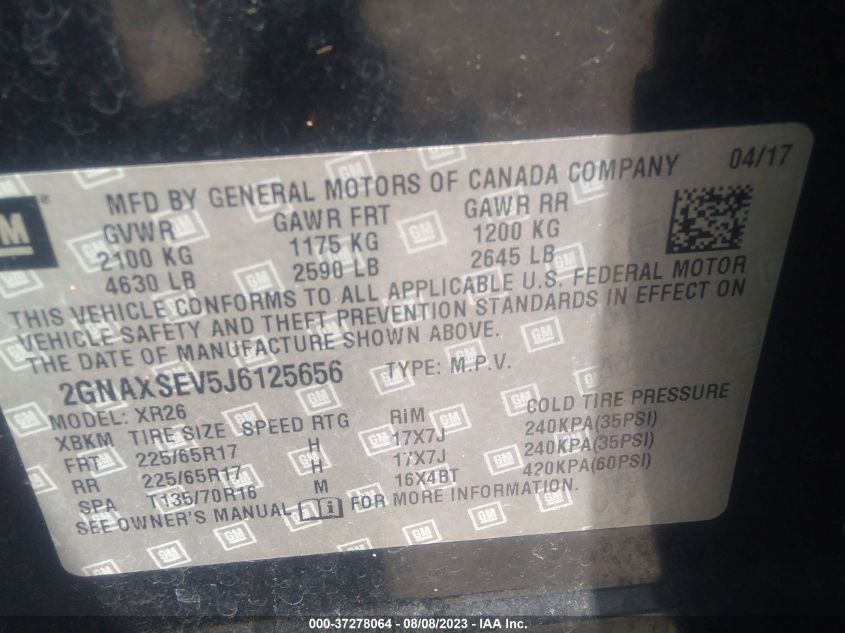 04/17
GM ®
MFD BY GENERAL MOTORS OF CANADA COMPANY
GVWR GAWR FRT GAWR RR
2100 KG 1175 KG 1200 KG
4630 LB 2590 LB 2645 LB
THIS VEHICLE CONFORMS TO ALL APPLICABLE U.S. FEDERAL MOTOR
VEHICLE SAFETY AND THEFT PREVENTION STANDARDS IN EFFECT ON
THE DATE OF MANUFACTURE SHOWN ABOVE.
2GNAXSEV5J6125656 TYPE: M.P.V.
MODEL: XR26
XBKM TIRE SIZE SPEED RTG RIM COLD TIRE PRESSURE
FRT 225/65R17 H 17X7J 240KPA(35PSI)
RR 225/65R17 H 17X7J 240KPA(35PSI)
SPA T135/70R16 M 16X4BT 420KPA(60PSI)
SEE OWNER'S MANUAL FOR MORE INFORMATION.
000-37278064 - 08/08/2023 - IAA Inc.